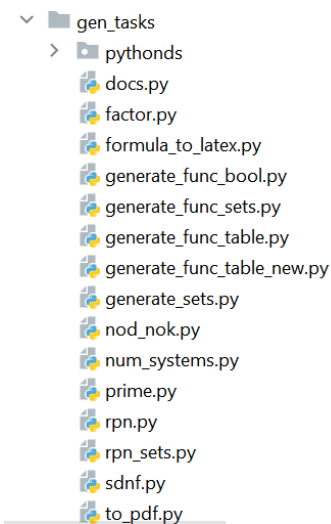 gen_tasks
pythonds
docs.py
factor.py
formula_to_latex.py
generate_func_bool.py
generate_func_sets.py
generate_func_table.py
generate_func_table_new.py
generate_sets.py
nod_nok.py
num_systems.py
prime.py
rpn.py
rpn_sets.py
sdnf.py
to_pdf.py